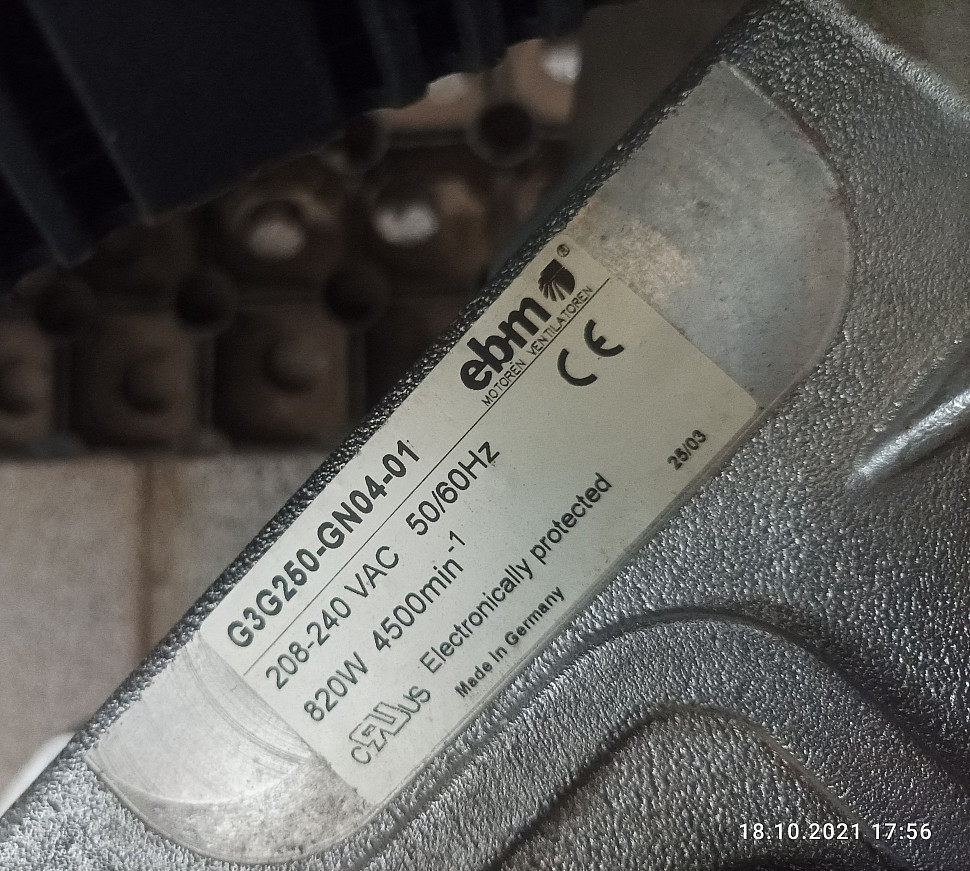 ebm®
MOTOREN VENTILATOREN
CE
G3G250-GN04-01
208-240 VAC 50/60Hz
820W 4500min-1
25/03
cRUus Electronically protected
Made in Germany
18.10.2021 17:56